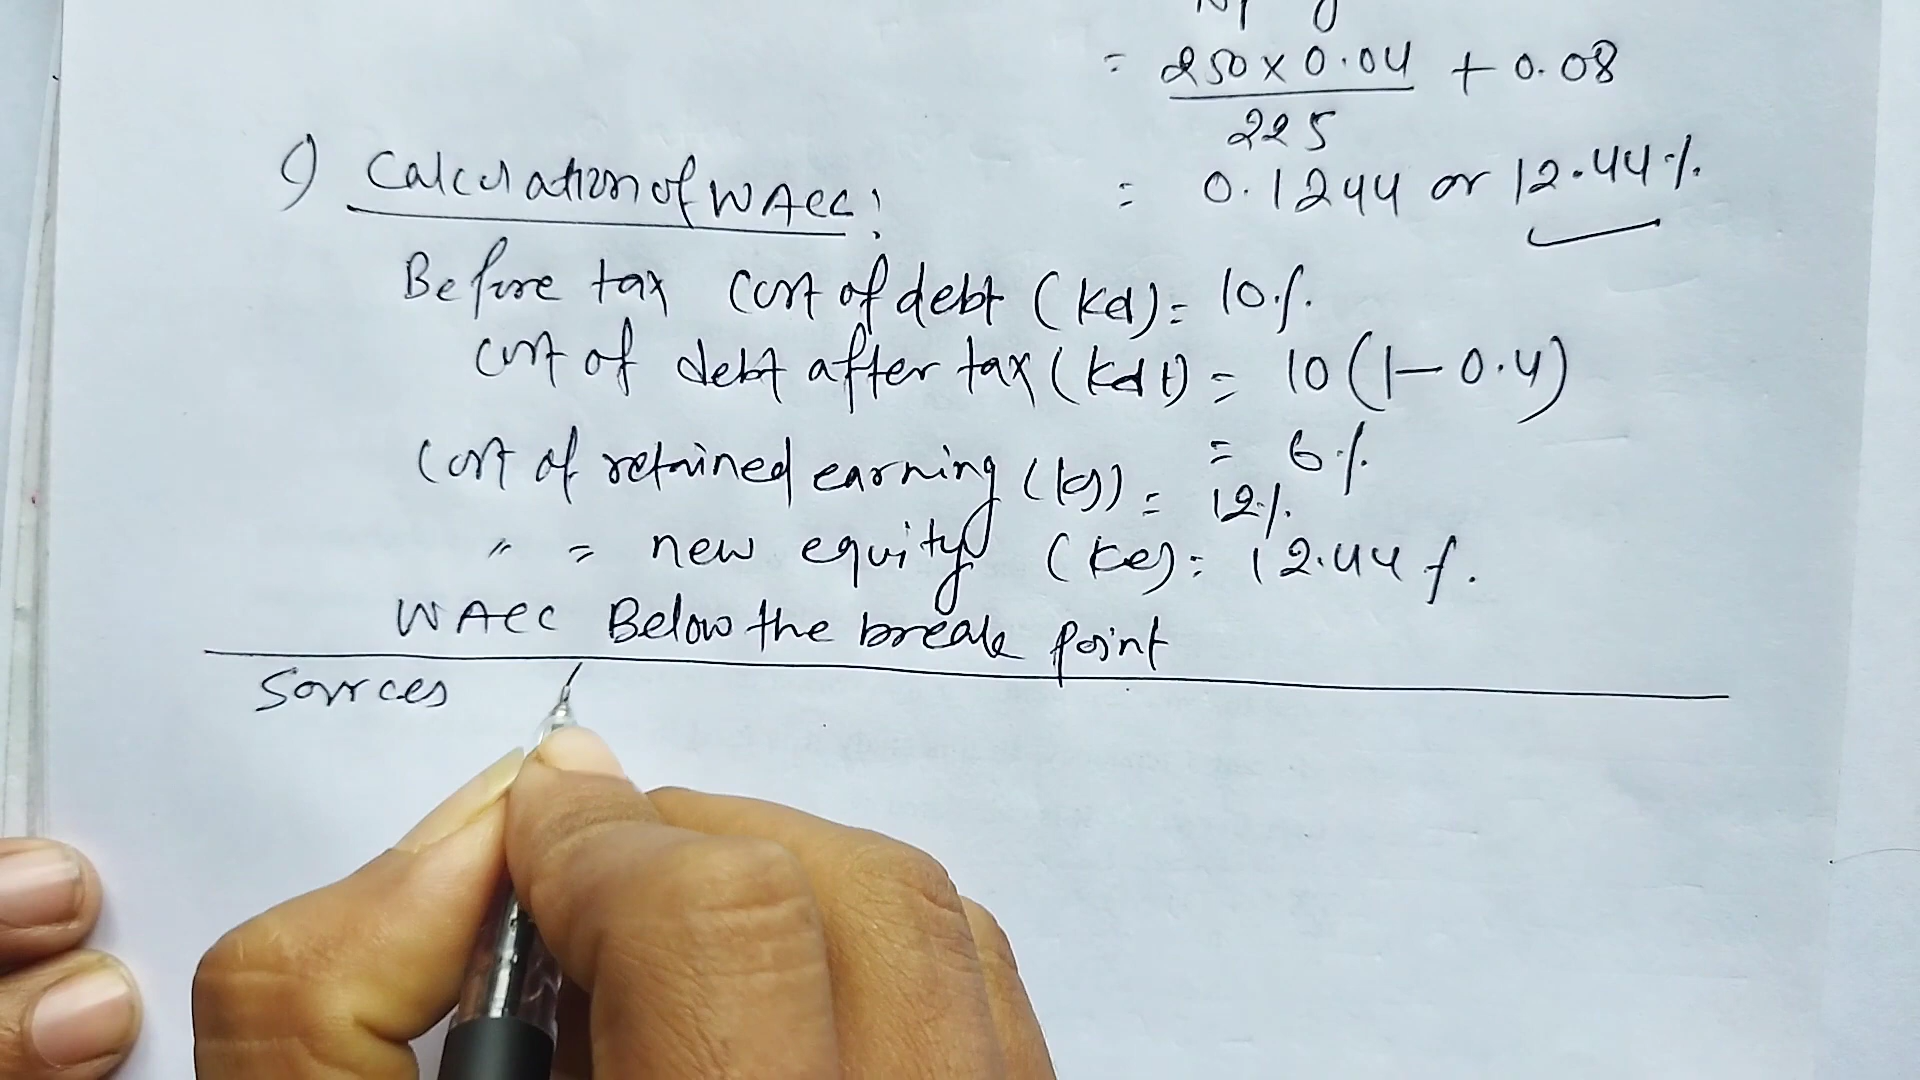 = 250 x 0.04 + 0.08
225
= 0.1244 or 12.44%
c) Calculation of WACC:
Before tax cost of debt (Kd) = 10%
cost of debt after tax (Kdt) = 10(1-0.4)
= 6%
Cost of retained earning (ks) = 12%
" = new equity (Ke) = 12.44%
WACC Below the break point
Sources